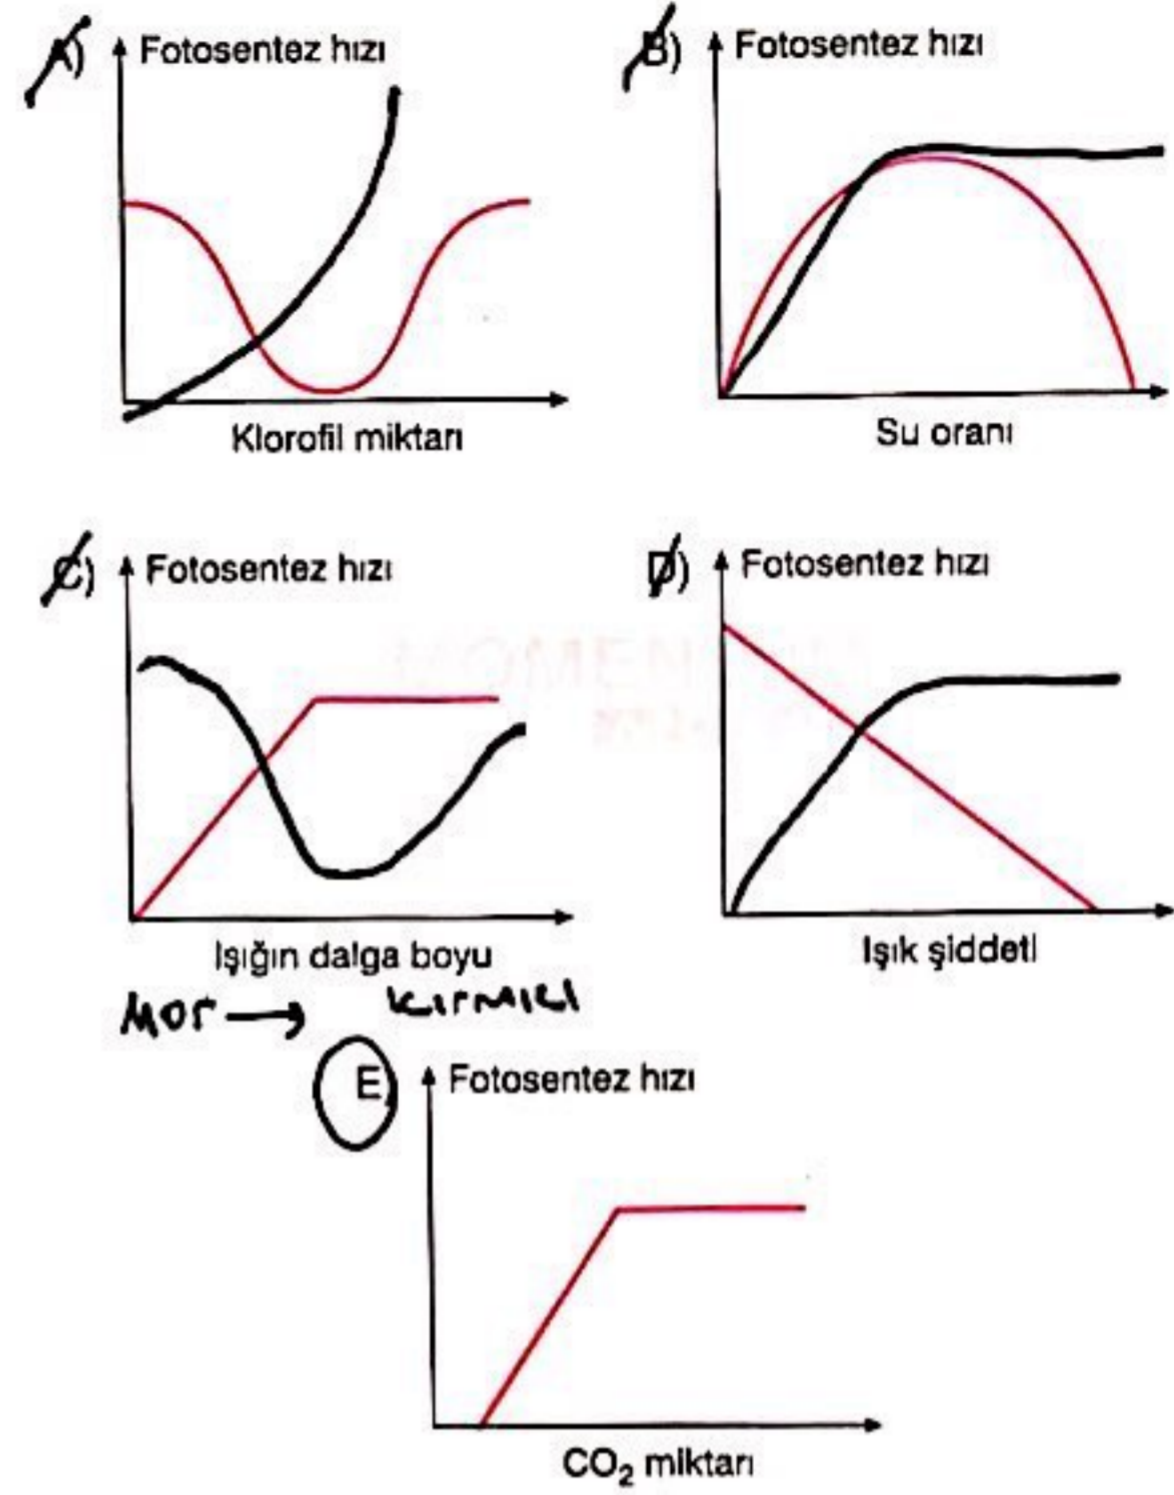 A) Fotosentez hızı
Klorofil miktarı
B) Fotosentez hızı
Su oranı
C) Fotosentez hızı
Işığın dalga boyu
Mor → kırmızı
D) Fotosentez hızı
Işık şiddeti
E) Fotosentez hızı
CO₂ miktarı